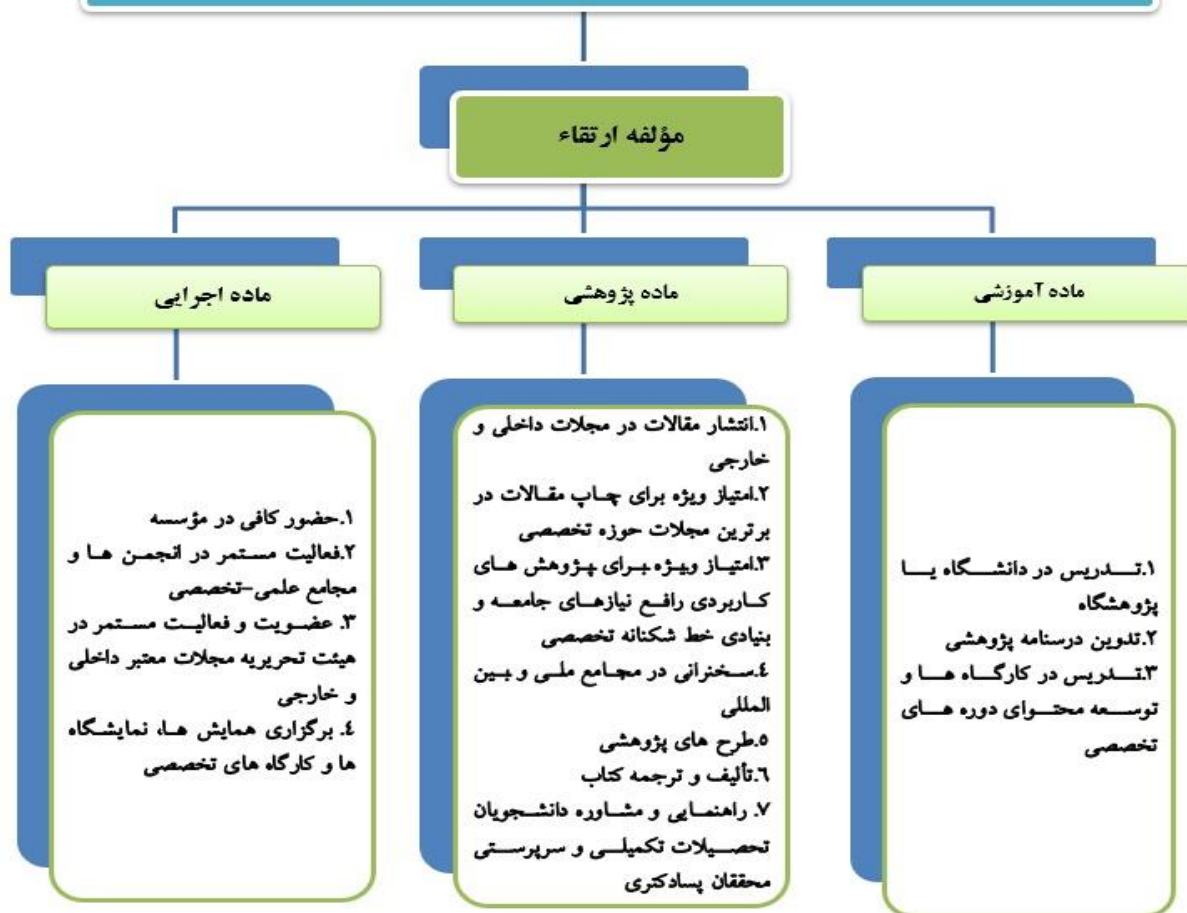 مؤلفه ارتقاء
ماده آموزشی
ماده پژوهشی
ماده اجرایی
۱.تدریس در دانشگاه یا
پژوهشگاه
۲.تدوین درسنامه پژوهشی
۳.تدریس در کارگاه ها و
توسعه محتوای دوره های
تخصصی
۱.انتشار مقالات در مجلات داخلی و
خارجی
۲.امتیاز ویژه برای چاپ مقالات در
برترین مجلات حوزه تخصصی
۳.امتیاز ویژه برای پژوهش های
کاربردی رافع نیازهای جامعه و
بنیادی خط شکنانه تخصصی
٤.سخنرانی در مجامع ملی و بین
المللی
۵.طرح های پژوهشی
٦.تألیف و ترجمه کتاب
۷. راهنمایی و مشاوره دانشجویان
تحصیلات تکمیلی و سرپرستی
محققان پسادکتری
۱.حضور کافی در مؤسسه
۲.فعالیت مستمر در انجمن ها و
مجامع علمی-تخصصی
۳. عضویت و فعالیت مستمر در
هیئت تحریریه مجلات معتبر داخلی
و خارجی
٤. برگزاری همایش ها، نمایشگاه
ها و کارگاه های تخصصی